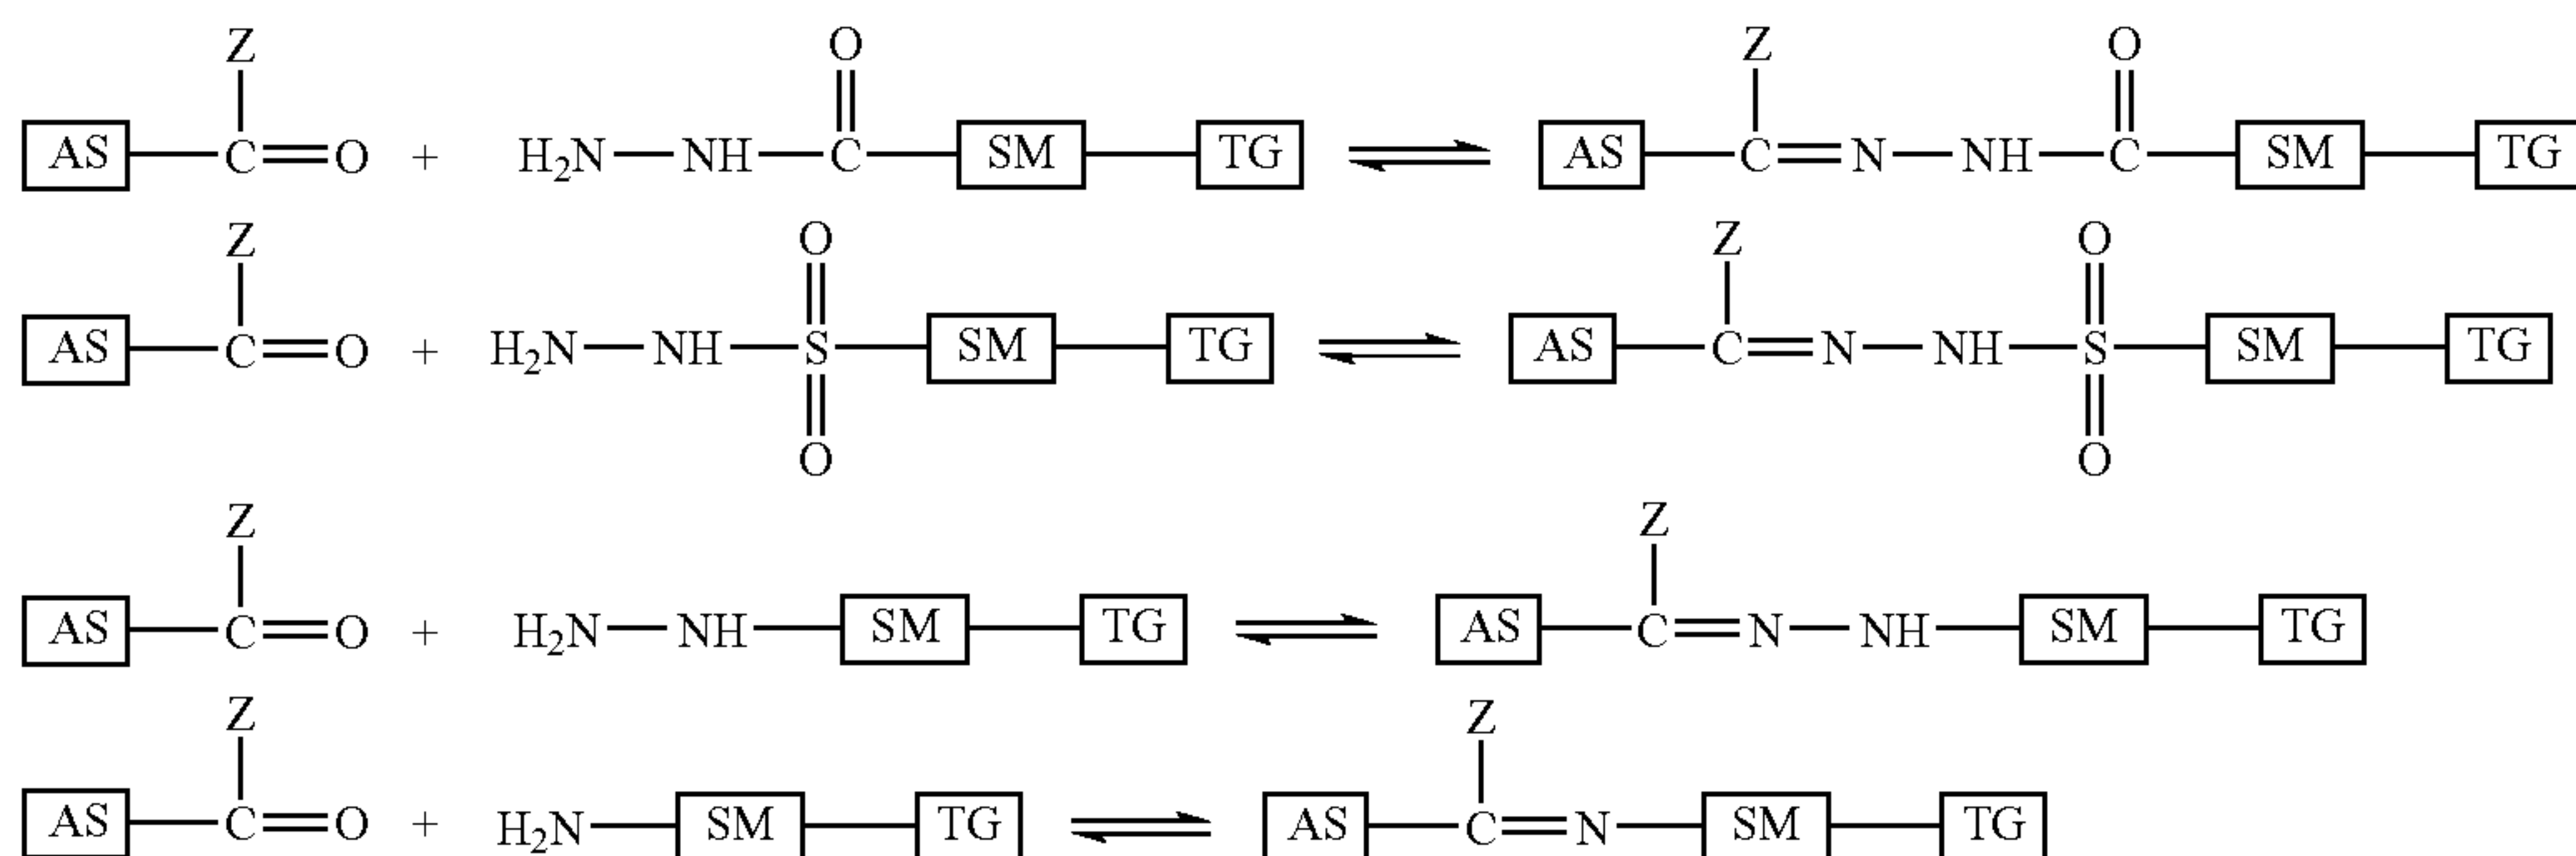 Z O Z O
AS C O + H₂N NH C SM TG AS C N NH C SM TG
Z O Z O
AS C O + H₂N NH S SM TG AS C N NH S SM TG
O O
Z Z
AS C O + H₂N NH SM TG AS C N NH SM TG
Z Z
AS C O + H₂N SM TG AS C N SM TG